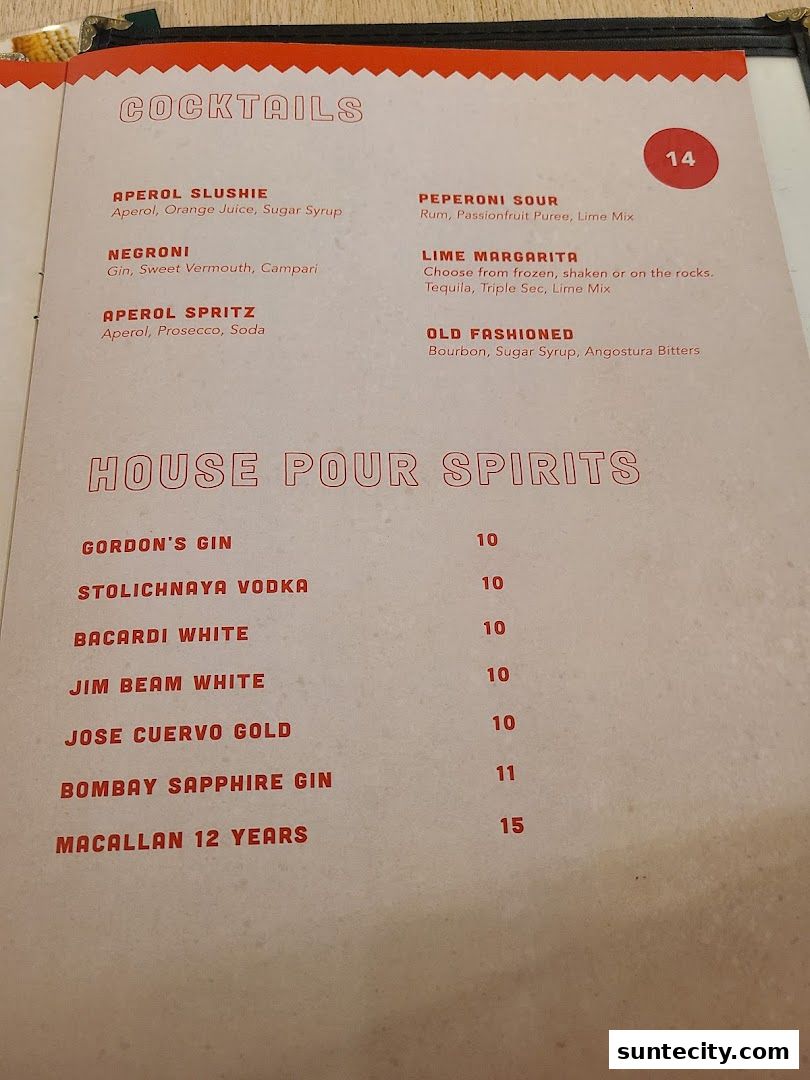 COCKTAILS
14
APEROL SLUSHIE
Aperol, Orange Juice, Sugar Syrup
NEGRONI
Gin, Sweet Vermouth, Campari
APEROL SPRITZ
Aperol, Prosecco, Soda
PEPERONI SOUR
Rum, Passionfruit Puree, Lime Mix
LIME MARGARITA
Choose from frozen, shaken or on the rocks.
Tequila, Triple Sec, Lime Mix
OLD FASHIONED
Bourbon, Sugar Syrup, Angostura Bitters
HOUSE POUR SPIRITS
GORDON'S GIN 10
STOLICHNAYA VODKA 10
BACARDI WHITE 10
JIM BEAM WHITE 10
JOSE CUERVO GOLD 10
BOMBAY SAPPHIRE GIN 11
MACALLAN 12 YEARS 15
suntecity.com